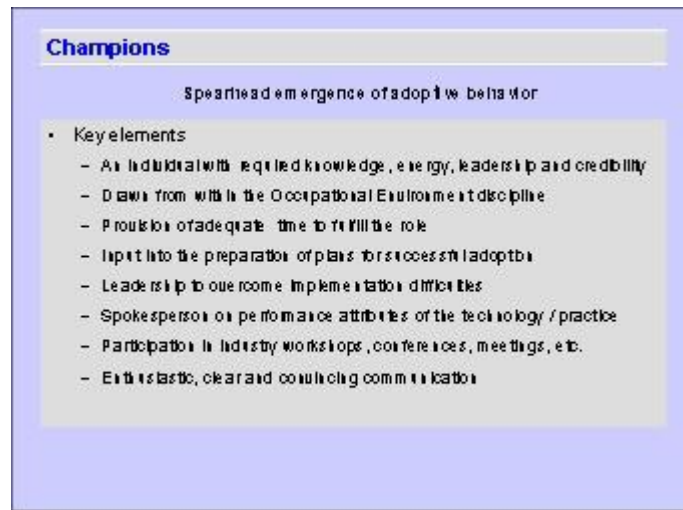 Champions
Spearhead emergence of adoptive behavior
• Key elements
– An individual with required knowledge, energy, leadership and credibility
– Drawn from within the Occupational Environment discipline
– Provision of adequate time to fulfill the role
– Input into the preparation of plans for successful adoption
– Leadership to overcome implementation difficulties
– Spokesperson on performance attributes of the technology / practice
– Participation in industry workshops, conferences, meetings, etc.
– Enthusiastic, clear and convincing communication